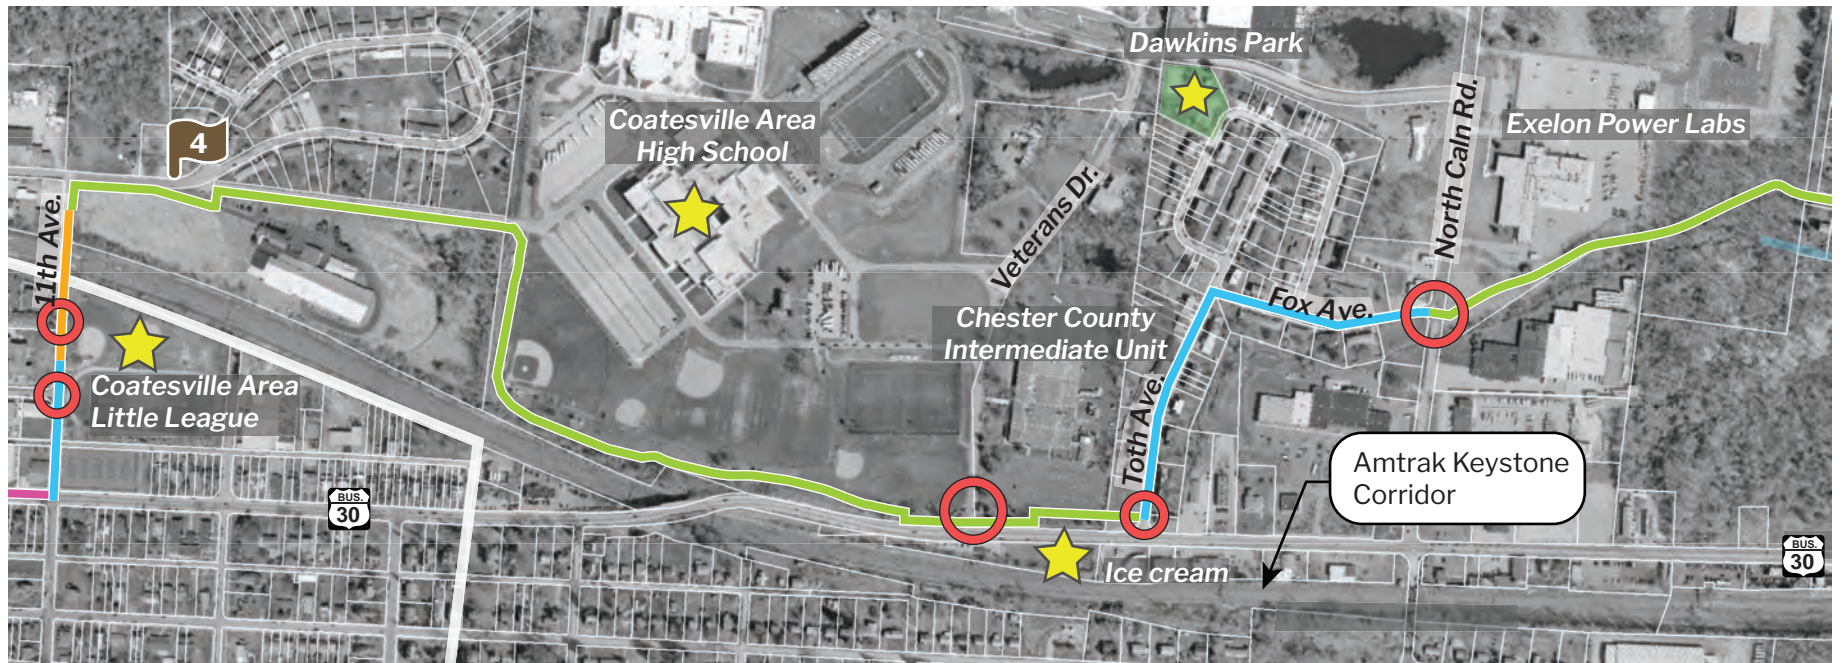 Dawkins Park
4
Coatesville Area
High School
Exelon Power Labs
North Caln Rd.
11th Ave.
Veterans Dr.
Fox Ave.
Chester County
Intermediate Unit
Coatesville Area
Little League
Toth Ave.
Amtrak Keystone
Corridor
BUS.
30
Ice cream
BUS.
30